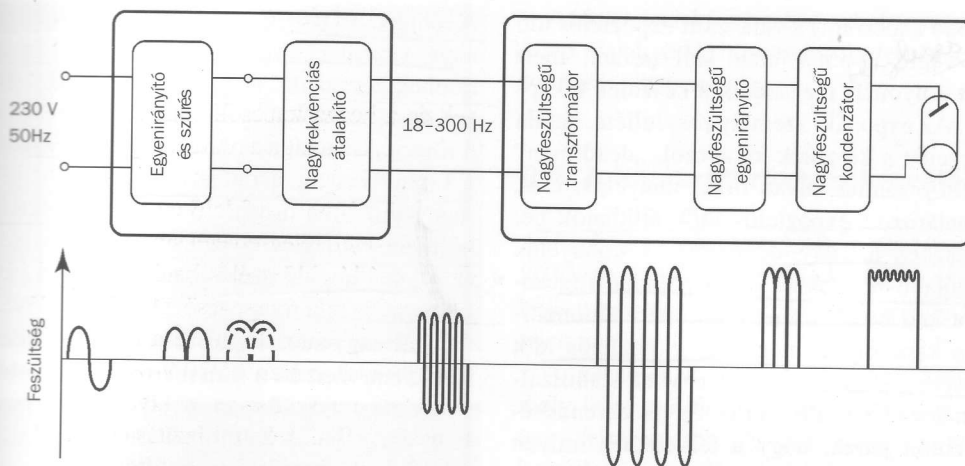 230 V
50Hz
Egyenirányító
és szűrés
Nagyfrekvenciás
átalakító
18–300 Hz
Nagyfeszültségű
transzformátor
Nagyfeszültségű
egyenirányító
Nagyfeszültségű
kondenzátor
Feszültség